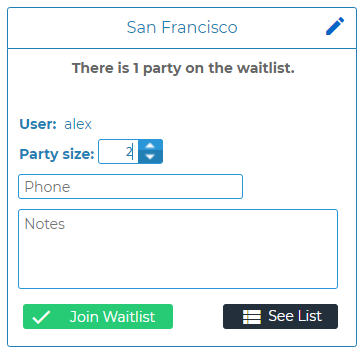 San Francisco
There is 1 party on the waitlist.
User: alex
Party size: 2
Phone
Notes
Join Waitlist
See List